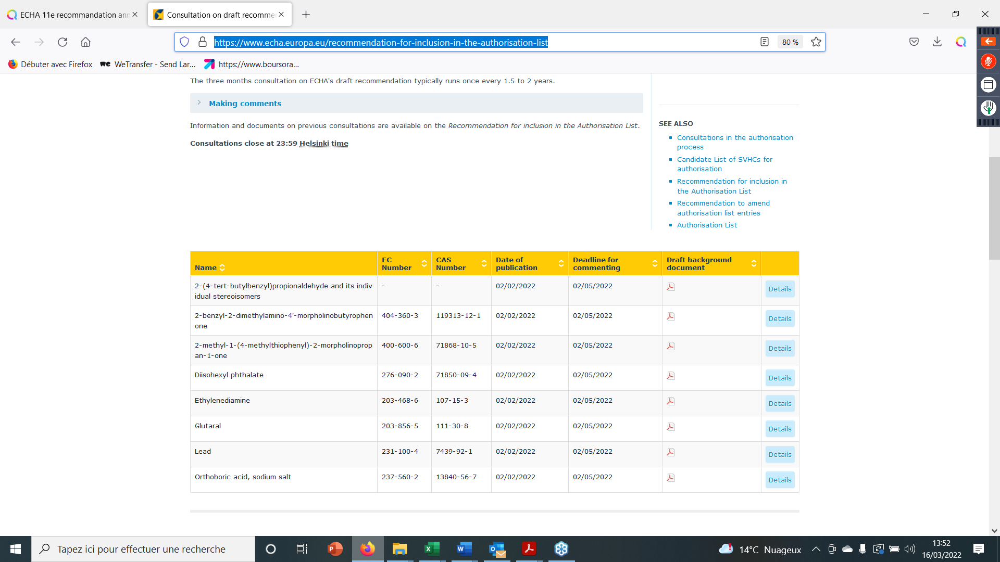 ECHA 11e recommandation ann
Consultation on draft recomme
https://www.echa.europa.eu/recommendation-for-inclusion-in-the-authorisation-list
80 %
Débuter avec Firefox
WeTransfer - Send Lar...
https://www.boursora...
The three months consultation on ECHA's draft recommendation typically runs once every 1.5 to 2 years.
Making comments
Information and documents on previous consultations are available on the Recommendation for inclusion in the Authorisation List.
Consultations close at 23:59 Helsinki time
SEE ALSO
Consultations in the authorisation
process
Candidate List of SVHCs for
authorisation
Recommendation for inclusion in
the Authorisation List
Recommendation to amend
authorisation list entries
Authorisation List
Name EC Number CAS Number Date of publication Deadline for commenting Draft background document
2-(4-tert-butylbenzyl)propionaldehyde and its indiv - - 02/02/2022 02/05/2022 Details
idual stereoisomers
2-benzyl-2-dimethylamino-4'-morpholinobutyrophen 404-360-3 119313-12-1 02/02/2022 02/05/2022 Details
one
2-methyl-1-(4-methylthiophenyl)-2-morpholinoprop 400-600-6 71868-10-5 02/02/2022 02/05/2022 Details
an-1-one
Diisohexyl phthalate 276-090-2 71850-09-4 02/02/2022 02/05/2022 Details
Ethylenediamine 203-468-6 107-15-3 02/02/2022 02/05/2022 Details
Glutaral 203-856-5 111-30-8 02/02/2022 02/05/2022 Details
Lead 231-100-4 7439-92-1 02/02/2022 02/05/2022 Details
Orthoboric acid, sodium salt 237-560-2 13840-56-7 02/02/2022 02/05/2022 Details
Tapez ici pour effectuer une recherche
14°C Nuageux
13:52
16/03/2022